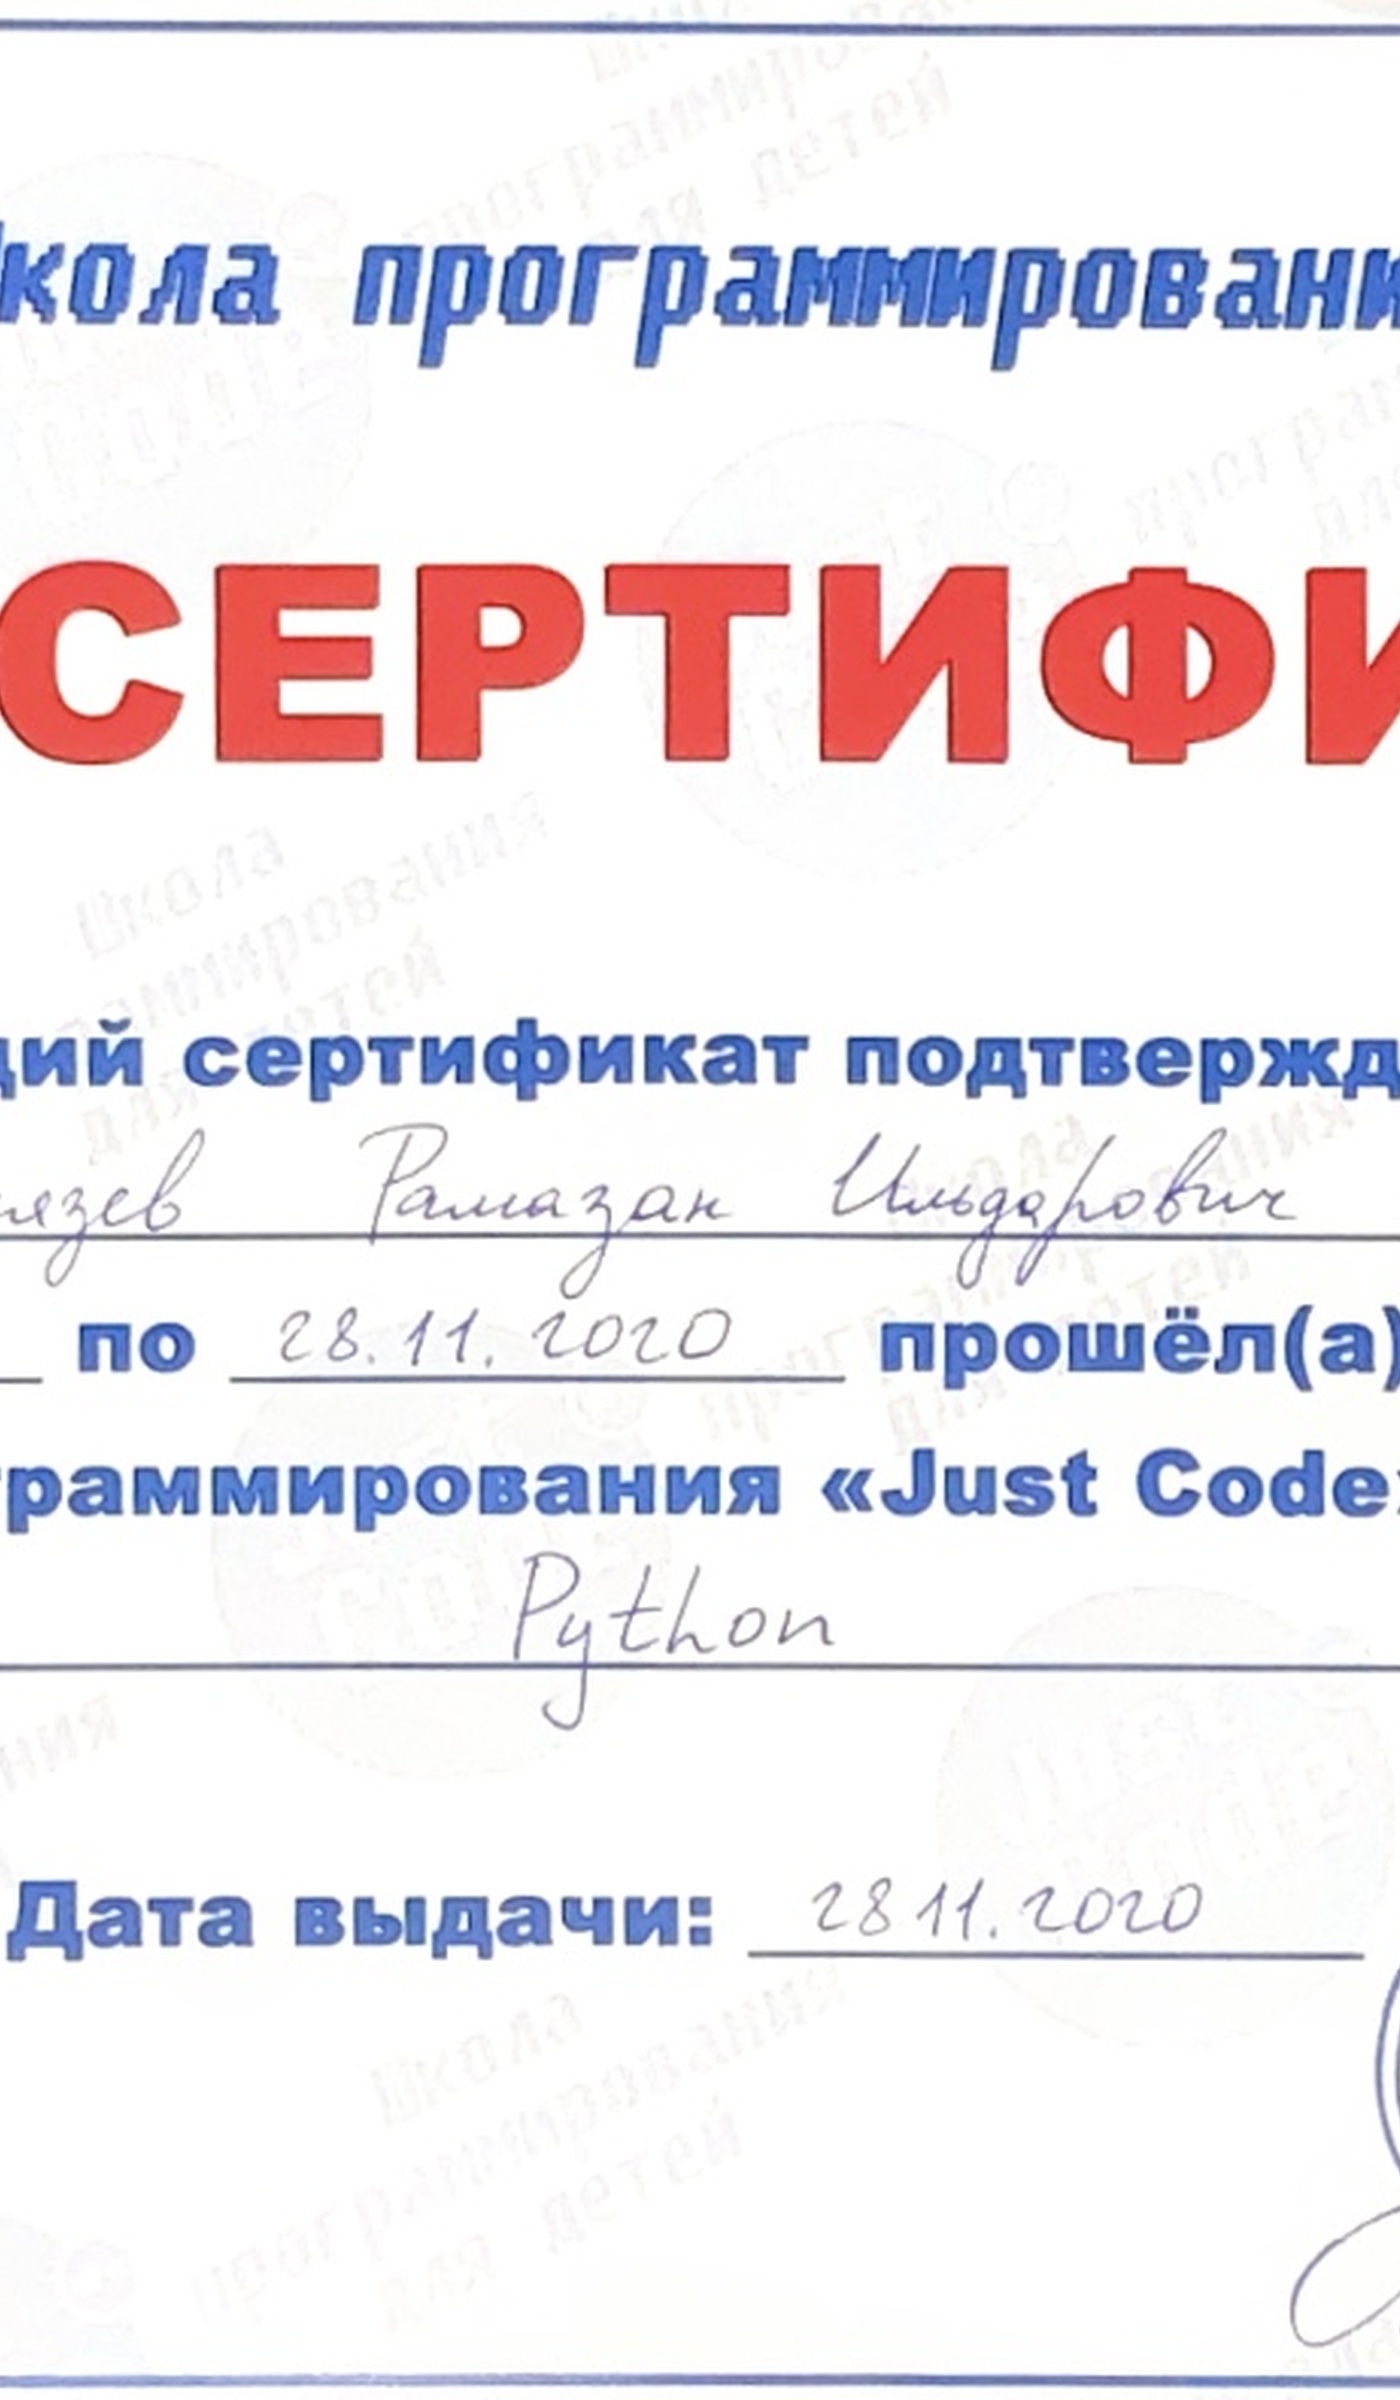 кола программировани
СЕРТИФИ
щий сертификат подтвержд
язев Рамазан Ильдарович
по 28.11.2020 прошёл(а)
граммирования «Just Code»
Python
Дата выдачи: 28 11.2020